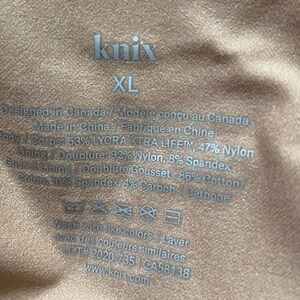 knix
XL
Designed in Canada / Modèle conçu au Canada
Made in China / Fabriqué en Chine
Body / Corps: 53% LYCRA XTRA LIFE™, 47% Nylon
Lining / Doublure: 92% Nylon, 8% Spandex
Gusset Lining / Doublure Gousset: 86% Cotton/
10% Spandex, 4% Carbon / Carbone
Wash with like colors / Laver
avec des couleurs similaires
LOT# 2020-735 | CA58138
www.knix.com